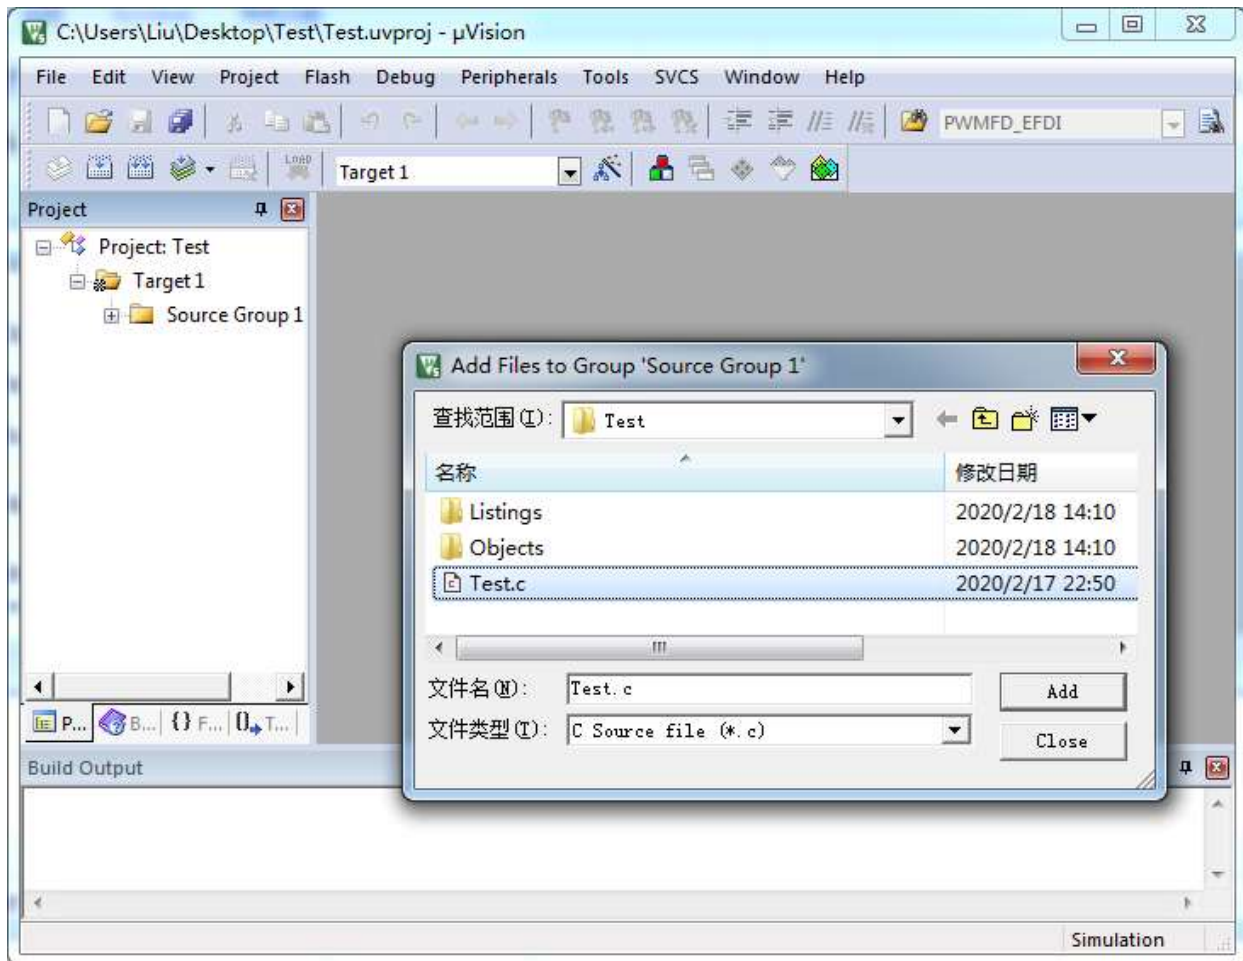 C:\Users\Liu\Desktop\Test\Test.uvproj - µVision
File Edit View Project Flash Debug Peripherals Tools SVCS Window Help
PWMFD_EFDI
LOAD
Target 1
Project
Project: Test
Target 1
Source Group 1
Add Files to Group 'Source Group 1'
查找范围(I): Test
名称 修改日期
Listings 2020/2/18 14:10
Objects 2020/2/18 14:10
Test.c 2020/2/17 22:50
文件名(N): Test.c Add
文件类型(T): C Source file (*.c) Close
P... B... {} F... 0 T...
Build Output
Simulation